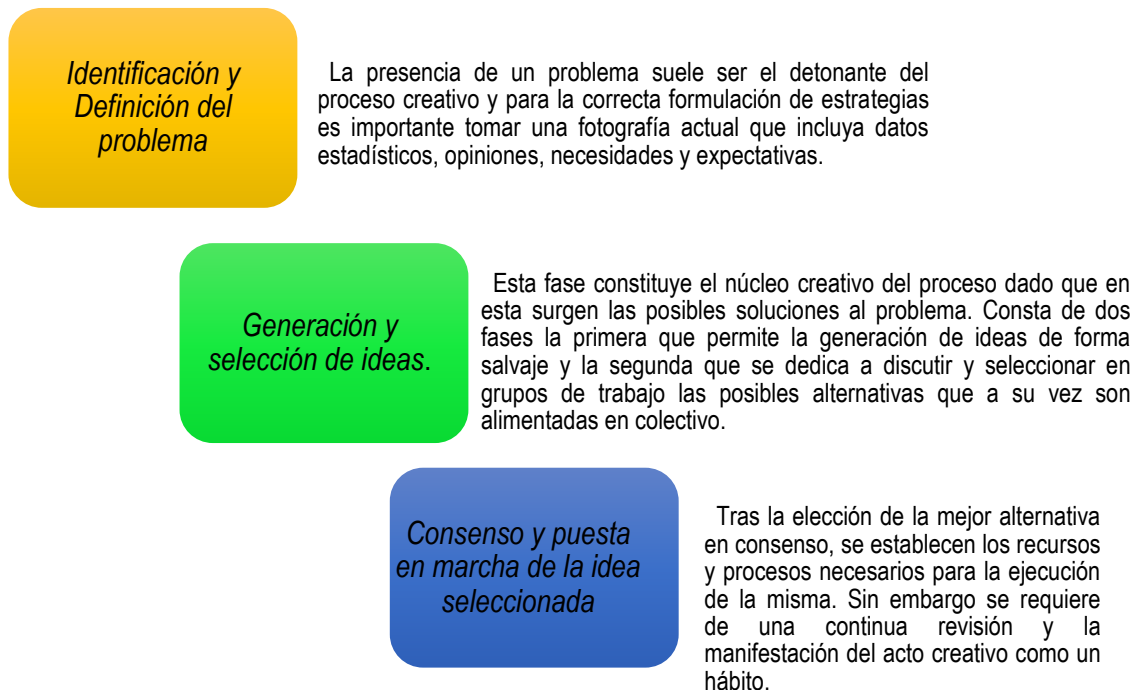 Identificación y
Definición del
problema
La presencia de un problema suele ser el detonante del
proceso creativo y para la correcta formulación de estrategias
es importante tomar una fotografía actual que incluya datos
estadísticos, opiniones, necesidades y expectativas.
Generación y
selección de ideas.
Esta fase constituye el núcleo creativo del proceso dado que en
esta surgen las posibles soluciones al problema. Consta de dos
fases la primera que permite la generación de ideas de forma
salvaje y la segunda que se dedica a discutir y seleccionar en
grupos de trabajo las posibles alternativas que a su vez son
alimentadas en colectivo.
Consenso y puesta
en marcha de la idea
seleccionada
Tras la elección de la mejor alternativa
en consenso, se establecen los recursos
y procesos necesarios para la ejecución
de la misma. Sin embargo se requiere
de una continua revisión y la
manifestación del acto creativo como un
hábito.